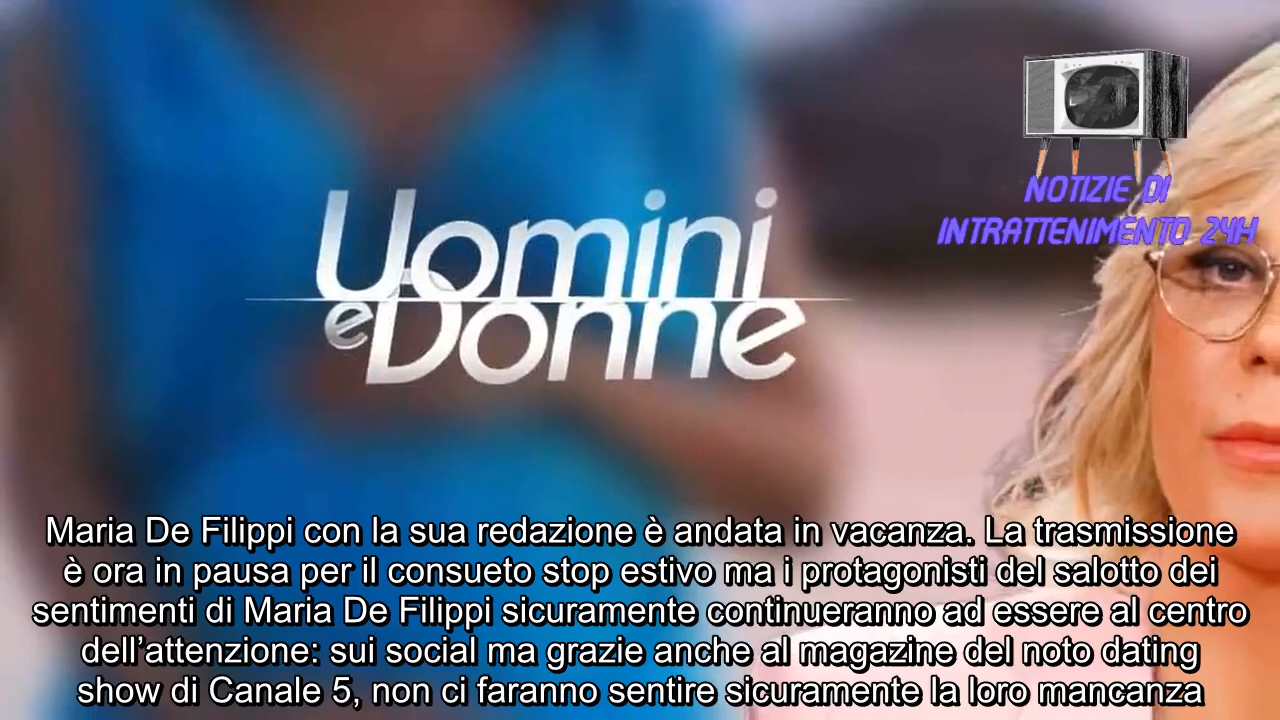 NOTIZIE DI
INTRATTENIMENTO 24H
Uomini
e Donne
Maria De Filippi con la sua redazione è andata in vacanza. La trasmissione
è ora in pausa per il consueto stop estivo ma i protagonisti del salotto dei
sentimenti di Maria De Filippi sicuramente continueranno ad essere al centro
dell’attenzione: sui social ma grazie anche al magazine del noto dating
show di Canale 5, non ci faranno sentire sicuramente la loro mancanza